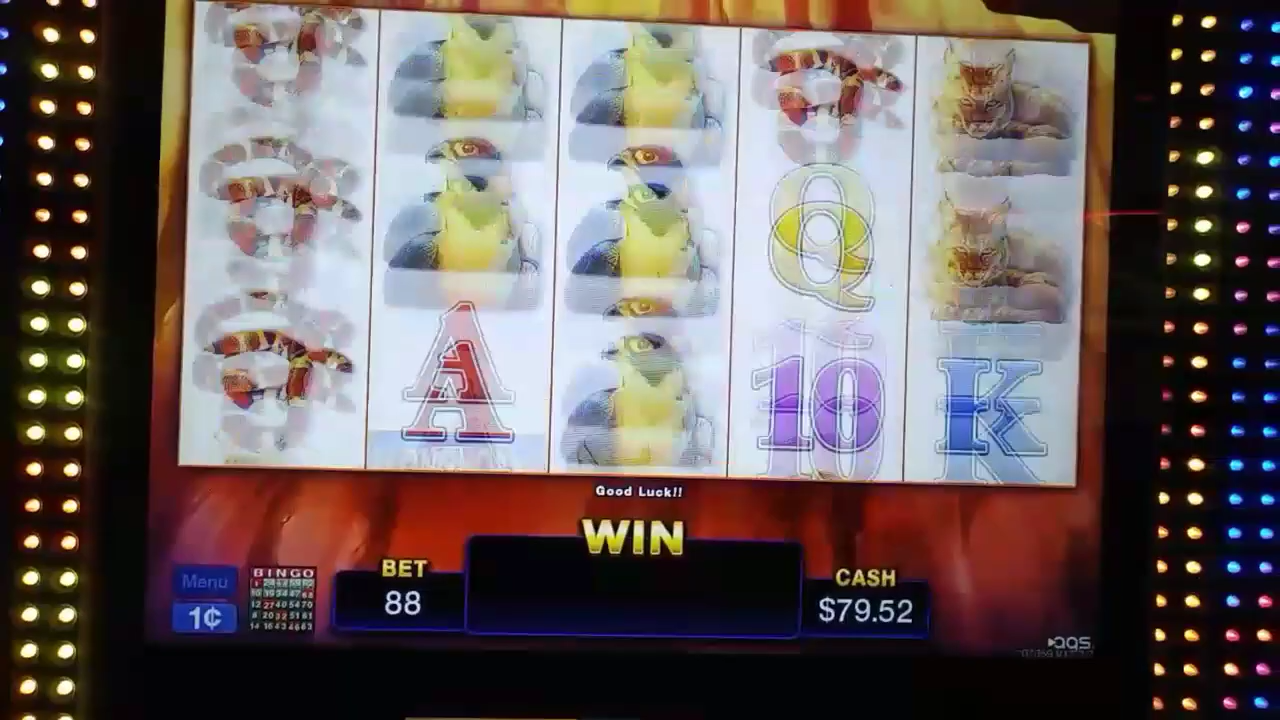 A
Q
10
K
Good Luck!!
WIN
Menu
1¢
BINGO
BET
88
CASH
$79.52
ags